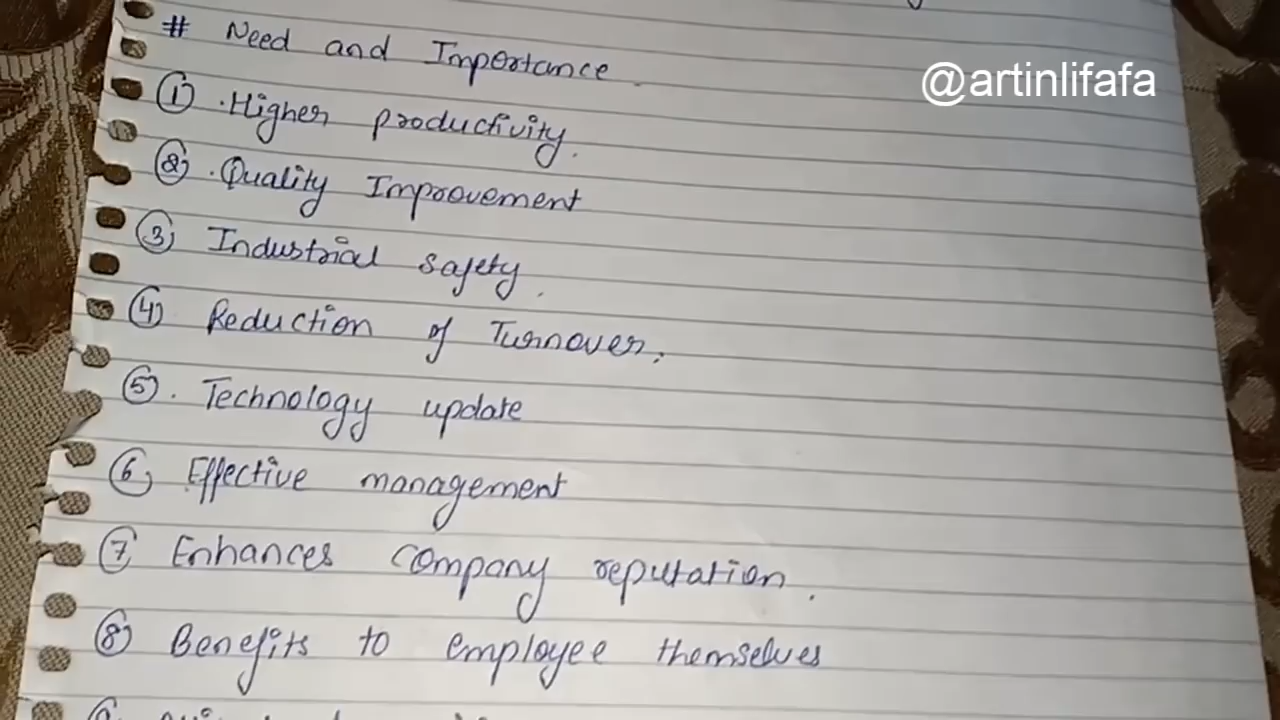 # Need and Importance
@artinlifafa
① Higher productivity.
② Quality Improvement
③ Industrial safety.
④ Reduction of Turnover.
⑤. Technology update
⑥ Effective management
⑦ Enhances company reputation.
⑧ Benefits to employee themselves